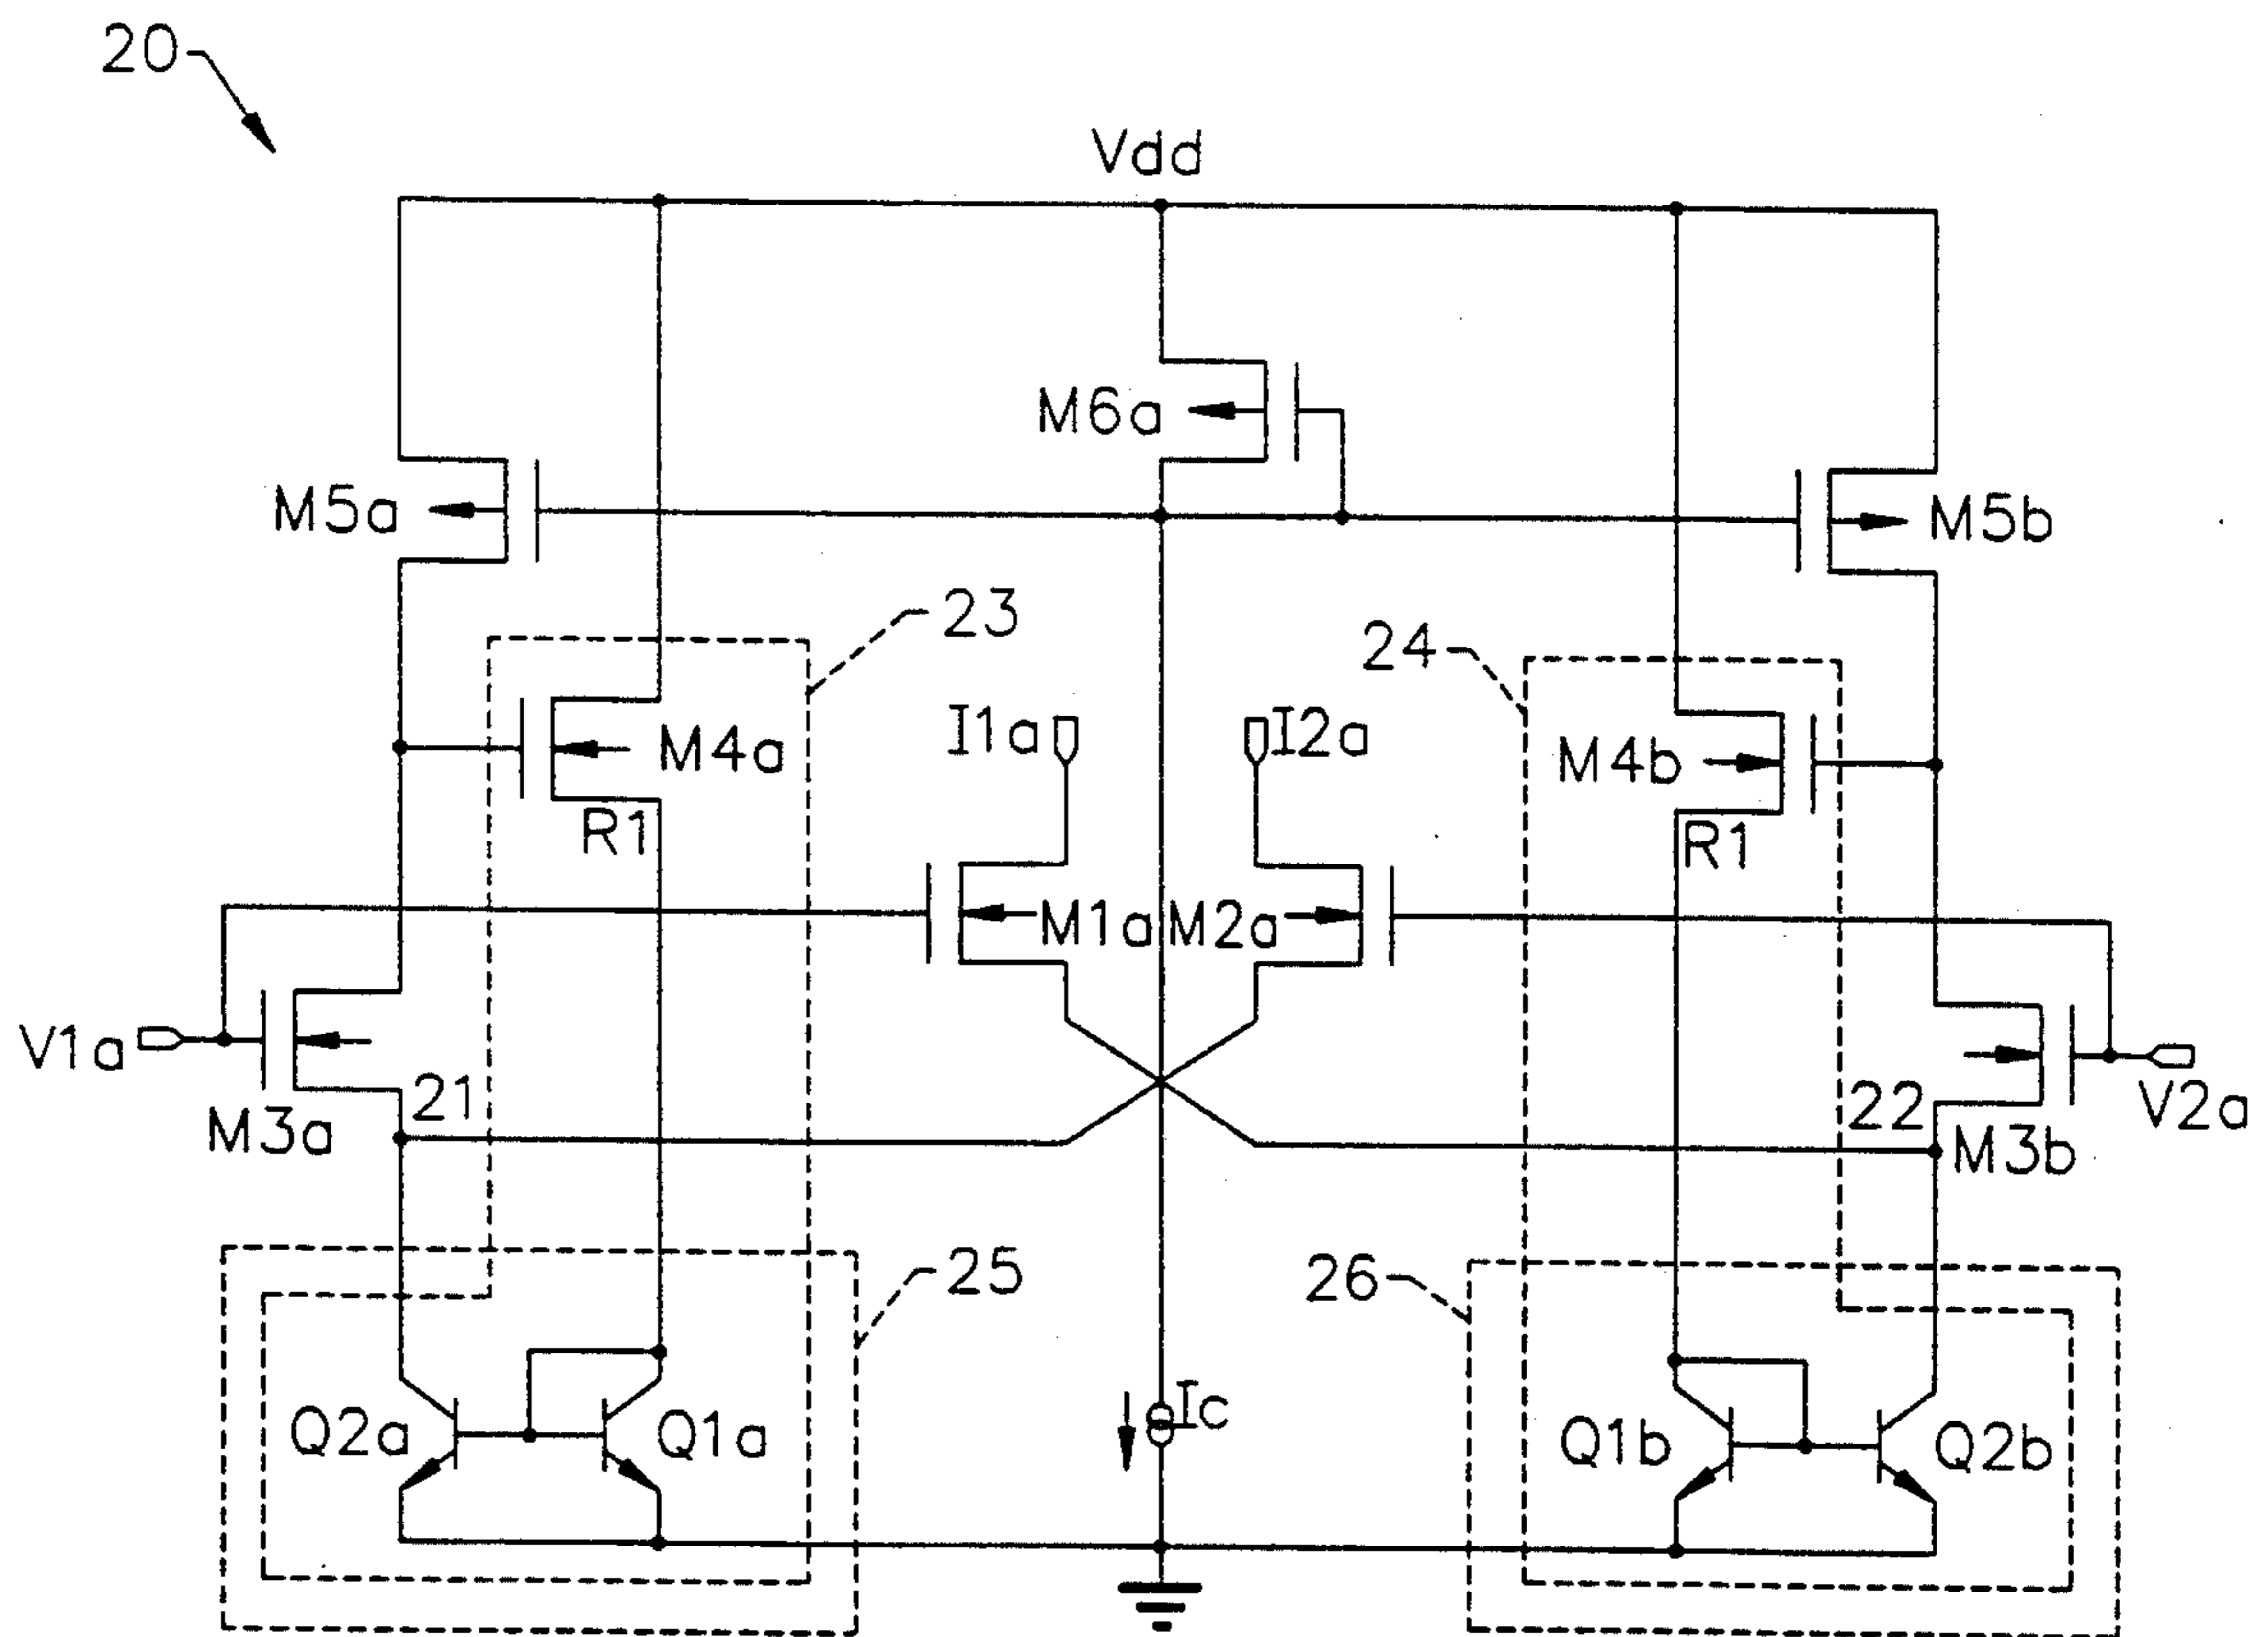 20
Vdd
M6a
M5a
M5b
23
24
I1a
I2a
M4a
M4b
R1
R1
M1a
M2a
V1a
21
22
V2a
M3a
M3b
25
26
Ic
Q2a
Q1a
Q1b
Q2b